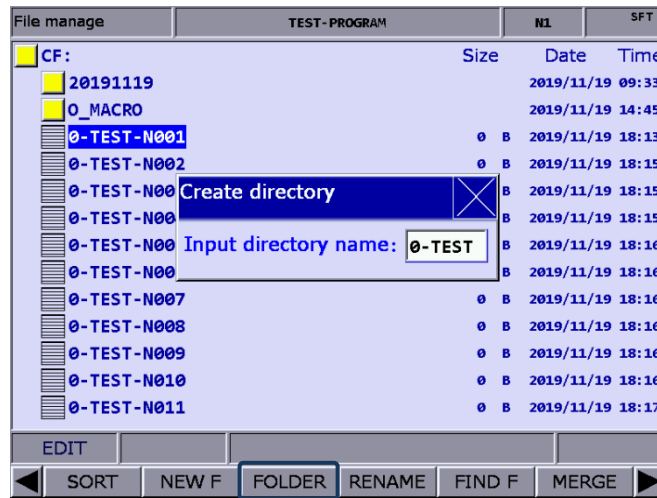 File manage TEST-PROGRAM N1 SFT
CF: Size Date Time
20191119 2019/11/19 09:33
O_MACRO 2019/11/19 14:45
0-TEST-N001 0 B 2019/11/19 18:13
0-TEST-N002 0 B 2019/11/19 18:15
0-TEST-N00 B 2019/11/19 18:15
Create directory
0-TEST-N00 B 2019/11/19 18:15
0-TEST-N00 B 2019/11/19 18:16
Input directory name: 0-TEST
0-TEST-N00 B 2019/11/19 18:16
0-TEST-N007 0 B 2019/11/19 18:16
0-TEST-N008 0 B 2019/11/19 18:16
0-TEST-N009 0 B 2019/11/19 18:16
0-TEST-N010 0 B 2019/11/19 18:16
0-TEST-N011 0 B 2019/11/19 18:17
EDIT
SORT NEW F FOLDER RENAME FIND F MERGE